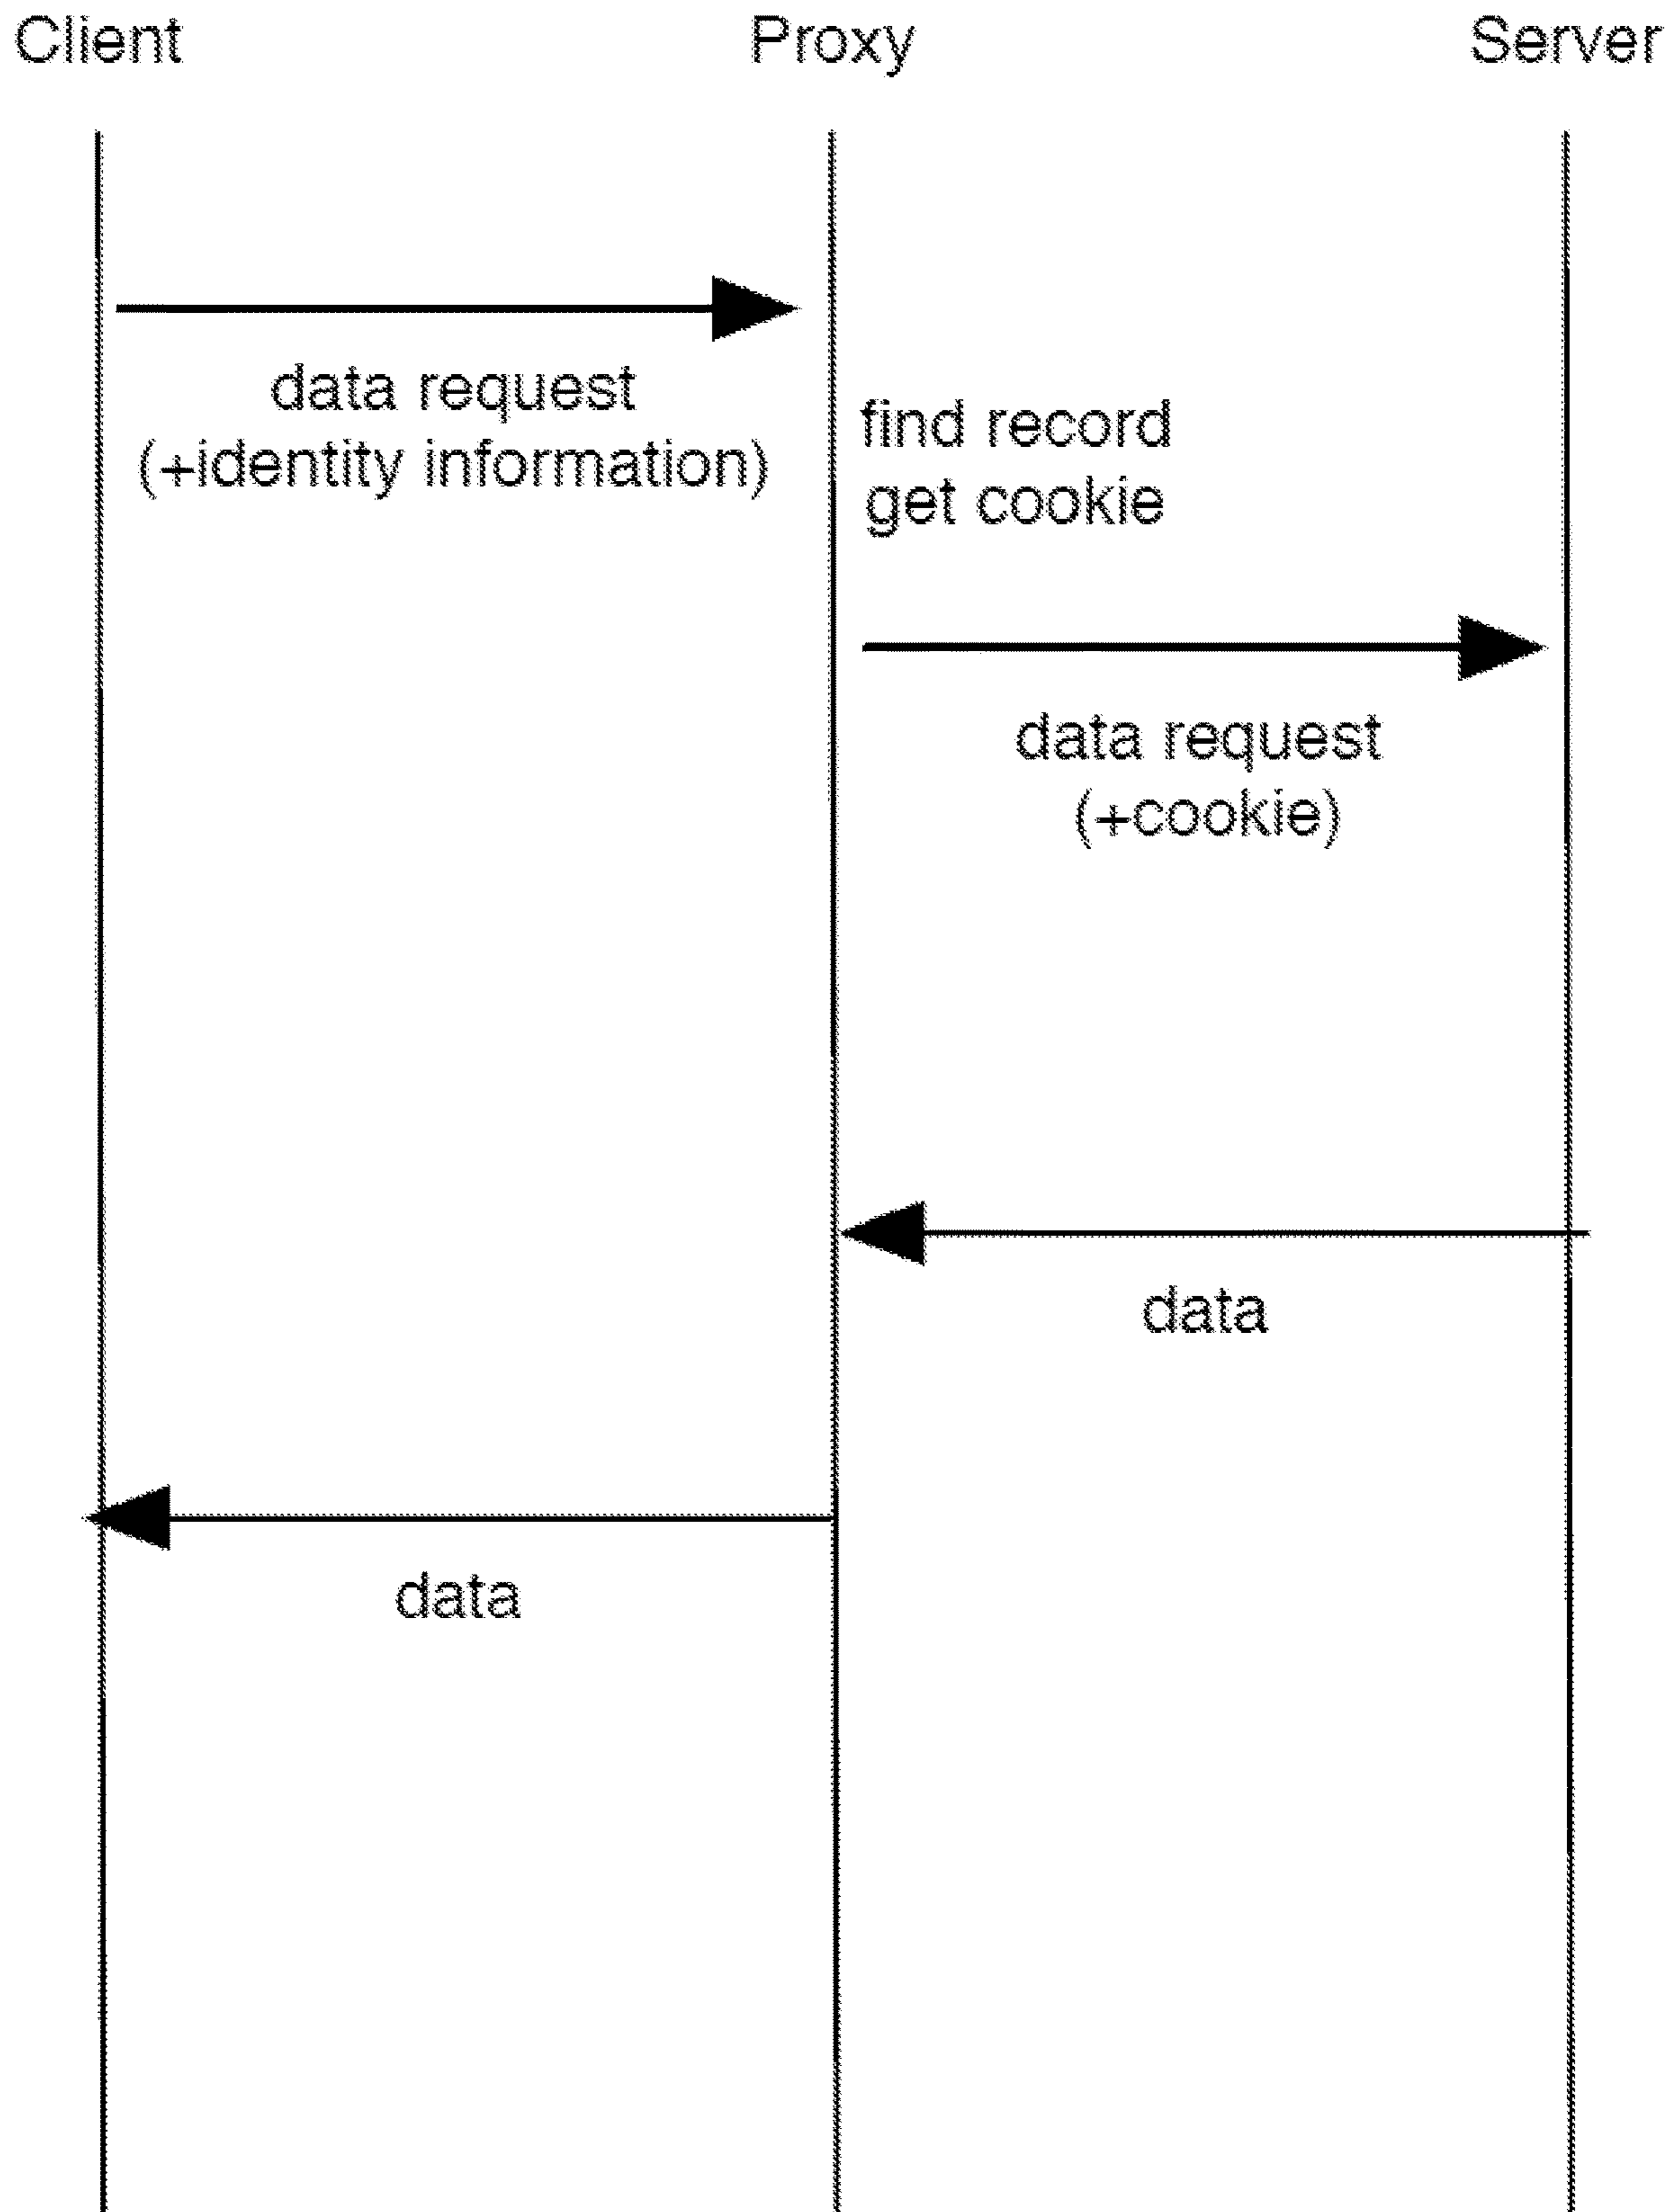 Client
Proxy
Server
data request
(+identity information)
find record
get cookie
data request
(+cookie)
data
data